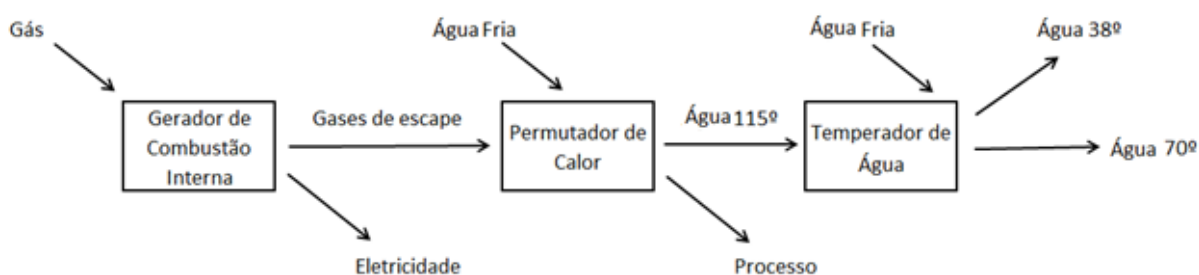 Gás
Água Fria
Água Fria
Água 38º
Gerador de
Combustão
Interna
Gases de escape
Permutador de
Calor
Água 115º
Temperador de
Água
Água 70º
Eletricidade
Processo